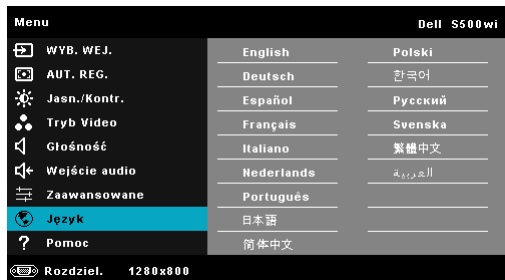 Menu Dell S500wi
WYB. WEJ.
AUT. REG.
Jasn./Kontr.
Tryb Video
Głośność
Wejście audio
Zaawansowane
Język
Pomoc
English Polski
Deutsch 한국어
Español Русский
Français Svenska
Italiano 繁體中文
Nederlands العربية
Português
日本語
简体中文
Rozdziel. 1280x800